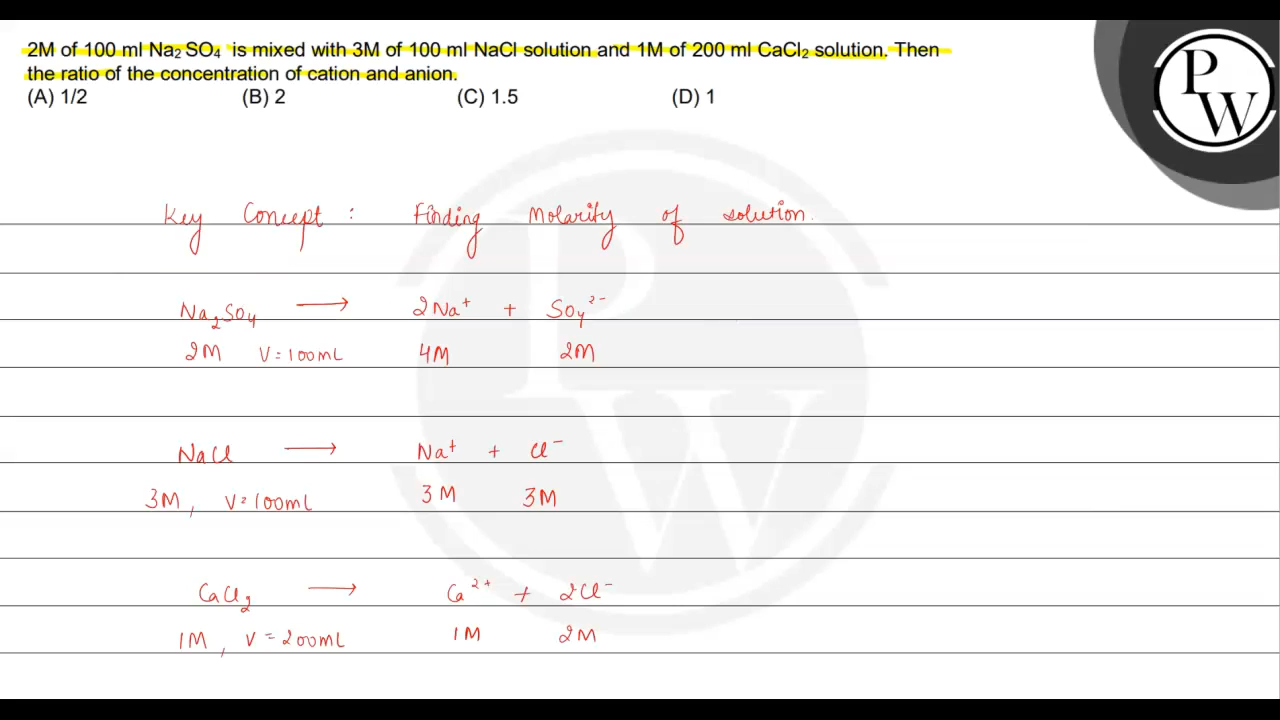 2M of 100 ml Na₂ SO₄ is mixed with 3M of 100 ml NaCl solution and 1M of 200 ml CaCl₂ solution. Then
the ratio of the concentration of cation and anion.
(A) 1/2 (B) 2 (C) 1.5 (D) 1
PW
Key Concept : Finding Molarity of solution.
Na₂SO₄ ⟶ 2Na⁺ + SO₄²⁻
2M V = 100mL 4M 2M
NaCl ⟶ Na⁺ + Cl⁻
3M, V = 100mL 3M 3M
CaCl₂ ⟶ Ca²⁺ + 2Cl⁻
1M, V = 200mL 1M 2M